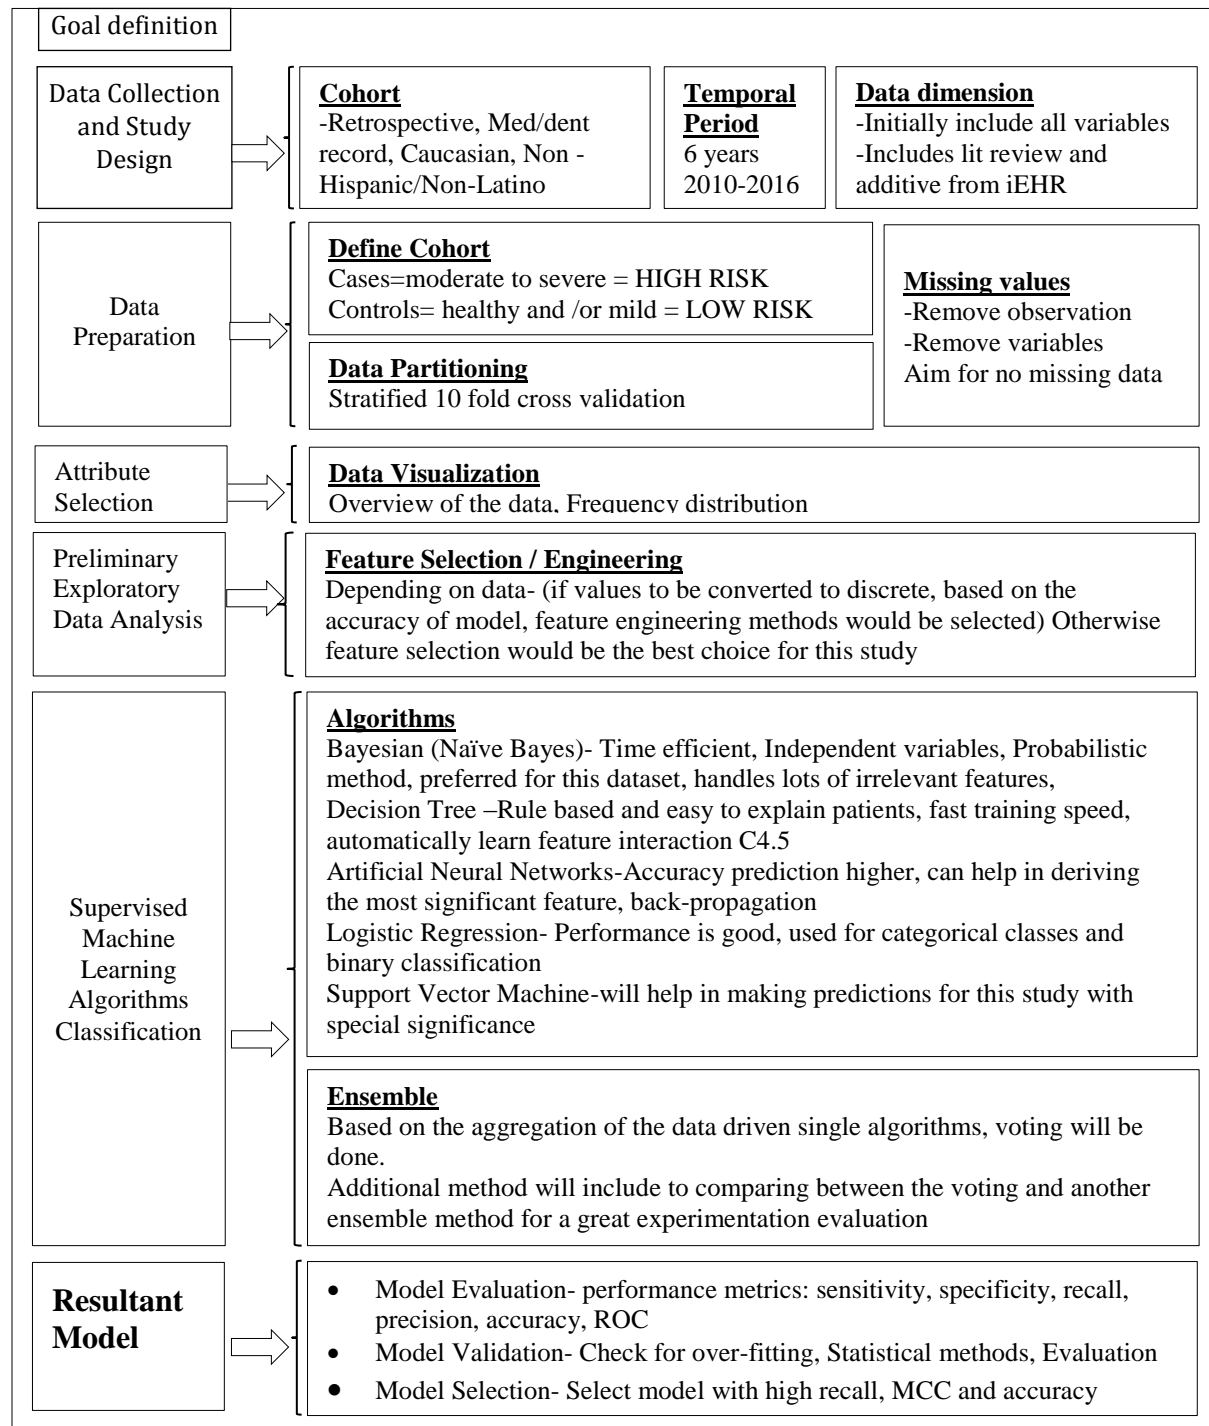 Goal definition
Data Collection
and Study
Design
Cohort
-Retrospective, Med/dent
record, Caucasian, Non -
Hispanic/Non-Latino
Temporal
Period
6 years
2010-2016
Data dimension
-Initially include all variables
-Includes lit review and
additive from iEHR
Data
Preparation
Define Cohort
Cases=moderate to severe = HIGH RISK
Controls= healthy and /or mild = LOW RISK
Data Partitioning
Stratified 10 fold cross validation
Missing values
-Remove observation
-Remove variables
Aim for no missing data
Attribute
Selection
Data Visualization
Overview of the data, Frequency distribution
Preliminary
Exploratory
Data Analysis
Feature Selection / Engineering
Depending on data- (if values to be converted to discrete, based on the
accuracy of model, feature engineering methods would be selected) Otherwise
feature selection would be the best choice for this study
Supervised
Machine
Learning
Algorithms
Classification
Algorithms
Bayesian (Naïve Bayes)- Time efficient, Independent variables, Probabilistic
method, preferred for this dataset, handles lots of irrelevant features,
Decision Tree –Rule based and easy to explain patients, fast training speed,
automatically learn feature interaction C4.5
Artificial Neural Networks-Accuracy prediction higher, can help in deriving
the most significant feature, back-propagation
Logistic Regression- Performance is good, used for categorical classes and
binary classification
Support Vector Machine-will help in making predictions for this study with
special significance
Ensemble
Based on the aggregation of the data driven single algorithms, voting will be
done.
Additional method will include to comparing between the voting and another
ensemble method for a great experimentation evaluation
Resultant
Model
• Model Evaluation- performance metrics: sensitivity, specificity, recall,
precision, accuracy, ROC
• Model Validation- Check for over-fitting, Statistical methods, Evaluation
• Model Selection- Select model with high recall, MCC and accuracy